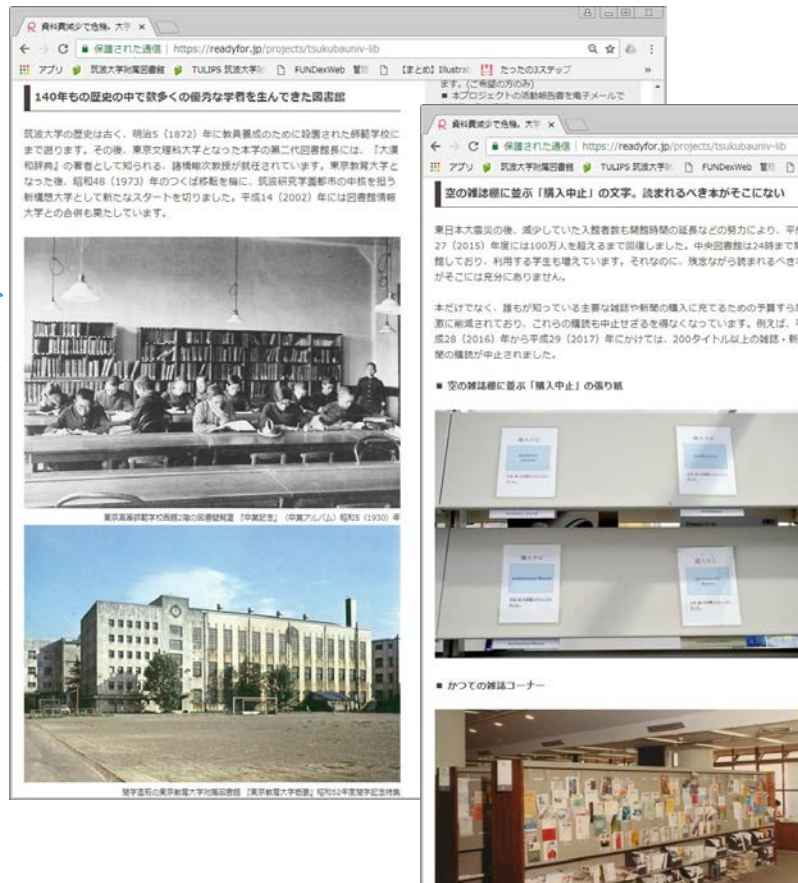 資料費減少で危機。大学
保護された通信
https://readyfor.jp/projects/tsukubauniv-lib
アプリ 筑波大学附属図書館 TULIPS 筑波大学 FUNDexWeb 【まとめ】Illustrat たったの3ステップ »
ます。(ご希望の方のみ)
■ 本プロジェクトの活動報告書を電子メールで
140年もの歴史の中で数多くの優秀な学者を生んできた図書館
筑波大学の歴史は古く、明治5(1872)年に教員養成のために設置された師範学校に
まで遡ります。その後、東京文理科大学となった本学の第二代図書館長には、『大漢
和辞典』の著者として知られる、諸橋轍次教授が就任されています。東京教育大学と
なった後、昭和48(1973)年のつくば移転を機に、筑波研究学園都市の中核を担う
新構想大学として新たなスタートを切りました。平成14(2002)年には図書館情報
大学との合併も果たしています。
東京高等師範学校西館2階の図書閲覧室 『卒業記念』(卒業アルバム)昭和5(1930)年
閉学直前の東京教育大学附属図書館 『東京教育大学概要』昭和52年度閉学記念特集
資料費減少で危機。大学
保護された通信
https://readyfor.jp/projects/tsukubauniv-lib
アプリ 筑波大学附属図書館 TULIPS 筑波大学 FUNDexWeb
空の雑誌棚に並ぶ「購入中止」の文字。読まれるべき本がそこにない
東日本大震災の後、減少していた入館者数も開館時間の延長などの努力により、平成
27(2015)年度には100万人を超えるまで回復しました。中央図書館は24時まで開
館しており、利用する学生も増えています。それなのに、残念ながら読まれるべき本
がそこには充分にありません。
本だけでなく、誰もが知っている主要な雑誌や新聞の購入に充てるための予算すら
激に削減されており、これらの購読も中止せざるを得なくなっています。例えば、平
成28(2016)年から平成29(2017)年にかけては、200タイトル以上の雑誌・新
聞の購読が中止されました。
■ 空の雑誌棚に並ぶ「購入中止」の張り紙
購入中止
購入中止
購入中止
購入中止
■ かつての雑誌コーナー